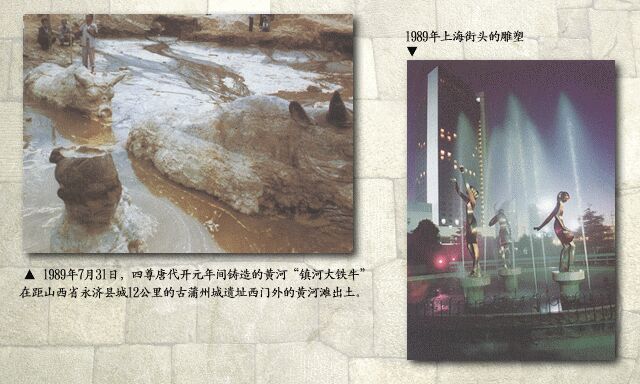 1989年上海街头的雕塑
▼
▲ 1989年7月31日，四尊唐代开元年间铸造的黄河“镇河大铁牛”
在距山西省永济县城12公里的古蒲州城遗址西门外的黄河滩出土。